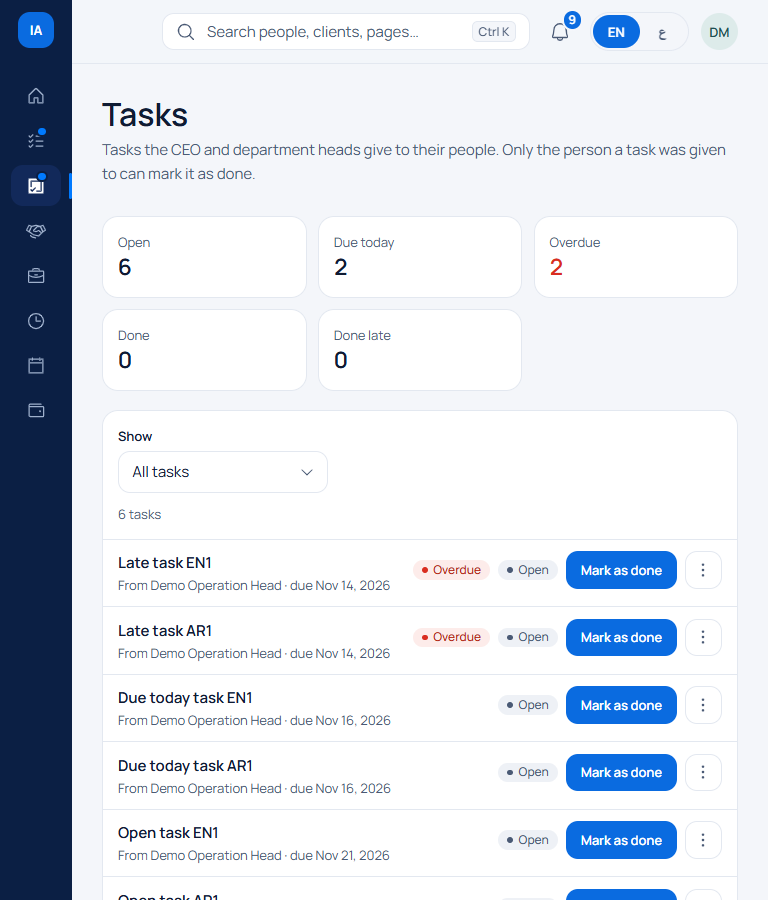 IA
Search people, clients, pages...
Ctrl K
9
EN
ع
DM
Tasks
Tasks the CEO and department heads give to their people. Only the person a task was given
to can mark it as done.
Open
6
Due today
2
Overdue
2
Done
0
Done late
0
Show
All tasks
6 tasks
Late task EN1
Overdue
Open
Mark as done
From Demo Operation Head · due Nov 14, 2026
Late task AR1
Overdue
Open
Mark as done
From Demo Operation Head · due Nov 14, 2026
Due today task EN1
Open
Mark as done
From Demo Operation Head · due Nov 16, 2026
Due today task AR1
Open
Mark as done
From Demo Operation Head · due Nov 16, 2026
Open task EN1
Open
Mark as done
From Demo Operation Head · due Nov 21, 2026
Open task AR1